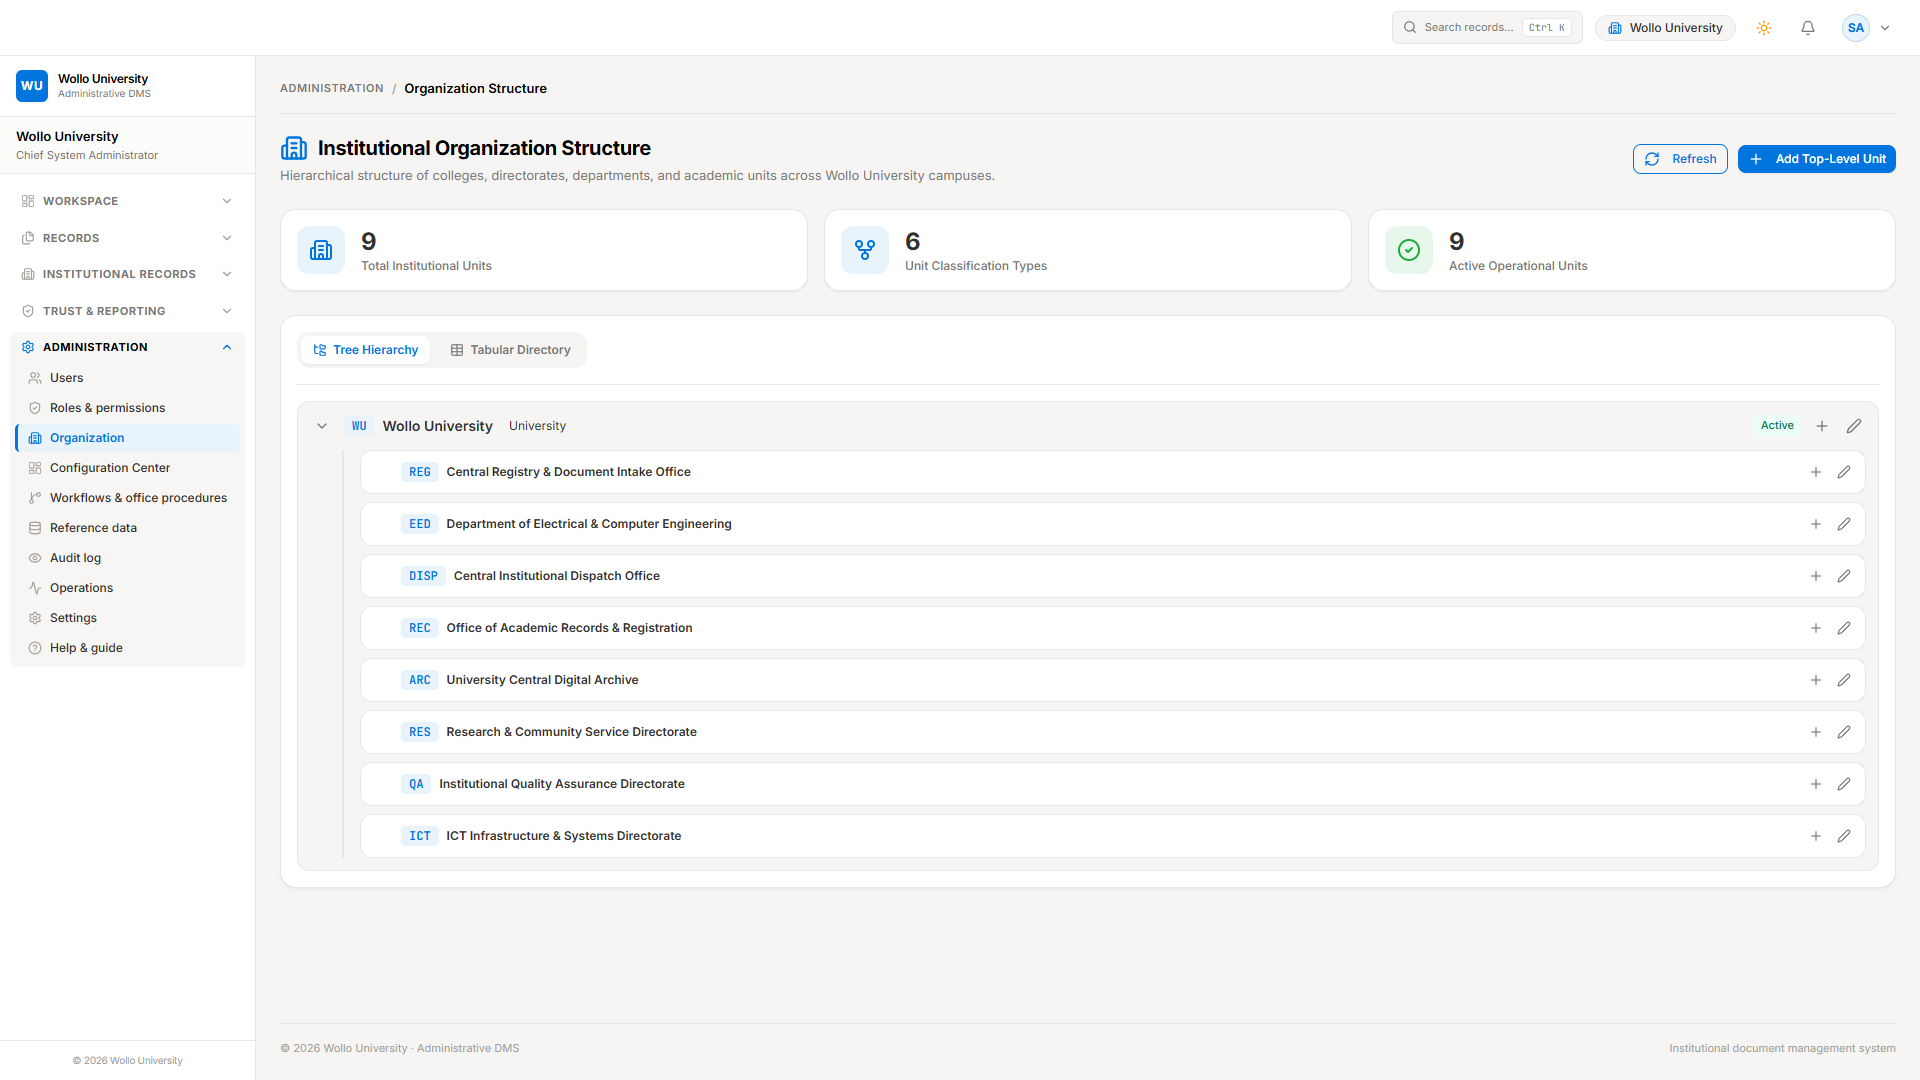 Search records... Ctrl K
Wollo University
SA
WU
Wollo University
Administrative DMS
Wollo University
Chief System Administrator
WORKSPACE
RECORDS
INSTITUTIONAL RECORDS
TRUST & REPORTING
ADMINISTRATION
Users
Roles & permissions
Organization
Configuration Center
Workflows & office procedures
Reference data
Audit log
Operations
Settings
Help & guide
© 2026 Wollo University
ADMINISTRATION / Organization Structure
Institutional Organization Structure
Hierarchical structure of colleges, directorates, departments, and academic units across Wollo University campuses.
Refresh
Add Top-Level Unit
9
Total Institutional Units
6
Unit Classification Types
9
Active Operational Units
Tree Hierarchy
Tabular Directory
WU Wollo University University Active
REG Central Registry & Document Intake Office
EED Department of Electrical & Computer Engineering
DISP Central Institutional Dispatch Office
REC Office of Academic Records & Registration
ARC University Central Digital Archive
RES Research & Community Service Directorate
QA Institutional Quality Assurance Directorate
ICT ICT Infrastructure & Systems Directorate
© 2026 Wollo University · Administrative DMS
Institutional document management system